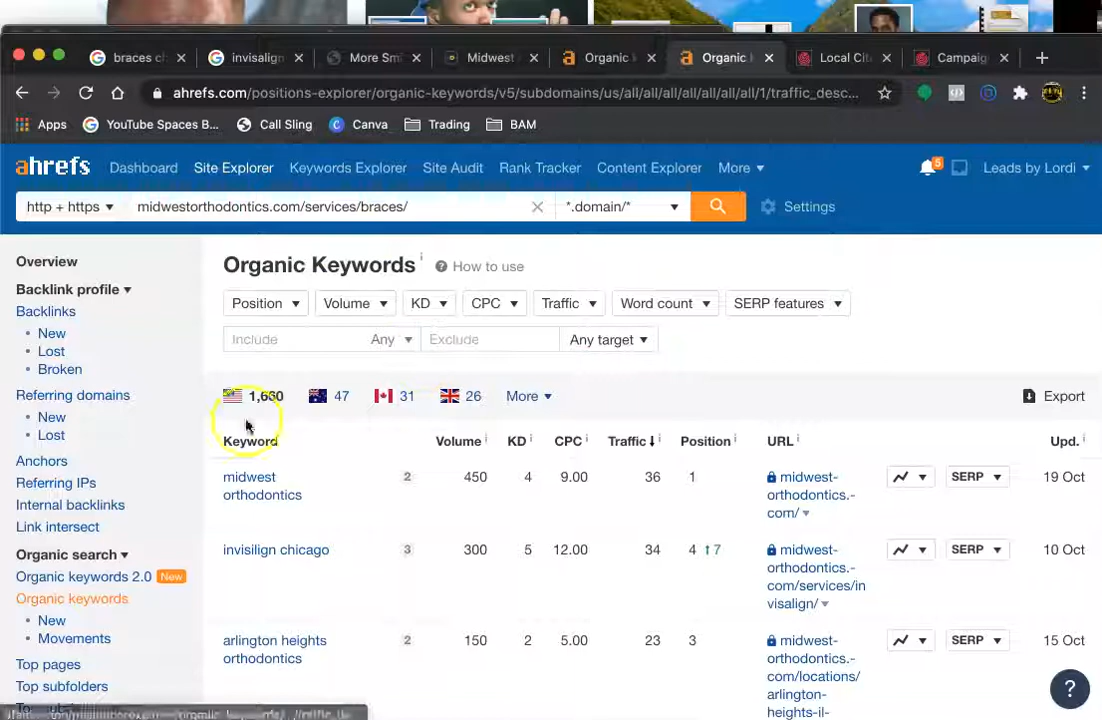 braces ch
invisalign
More Smi
Midwest
Organic
Organic
Local Cit
Campaig
ahrefs.com/positions-explorer/organic-keywords/v5/subdomains/us/all/all/all/all/all/all/1/traffic_desc...
Apps
YouTube Spaces B...
Call Sling
Canva
Trading
BAM
ahrefs
Dashboard
Site Explorer
Keywords Explorer
Site Audit
Rank Tracker
Content Explorer
More
5
Leads by Lordi
http + https
midwestorthodontics.com/services/braces/
*.domain/*
Settings
Overview
Backlink profile
Backlinks
New
Lost
Broken
Referring domains
New
Lost
Anchors
Referring IPs
Internal backlinks
Link intersect
Organic search
Organic keywords 2.0 New
Organic keywords
New
Movements
Top pages
Top subfolders
Organic Keywords
How to use
Position
Volume
KD
CPC
Traffic
Word count
SERP features
Include
Any
Exclude
Any target
1,660
47
31
26
More
Export
Keyword Volume KD CPC Traffic Position URL Upd.
midwest 2 450 4 9.00 36 1 midwest- SERP 19 Oct
orthodontics orthodontics.-
com/
invisilign chicago 3 300 5 12.00 34 4 ↑7 midwest- SERP 10 Oct
orthodontics.-
com/services/in
visalign/
arlington heights 2 150 2 5.00 23 3 midwest- SERP 15 Oct
orthodontics orthodontics.-
com/locations/
arlington-
heights-il-
?